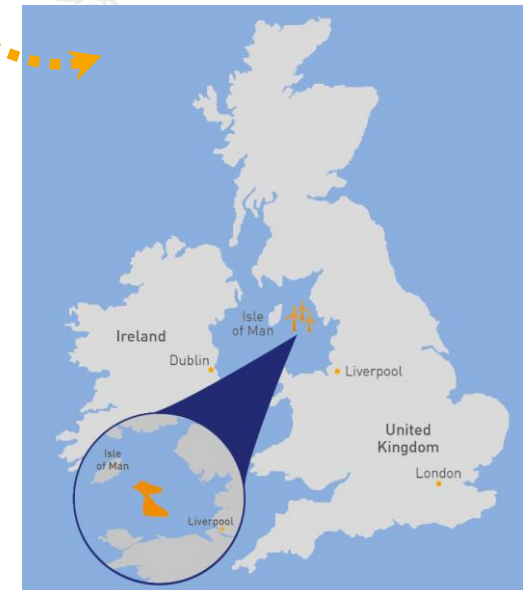 Isle
of Man
Ireland
Dublin
Liverpool
United
Kingdom
London
Isle
of Man
Liverpool